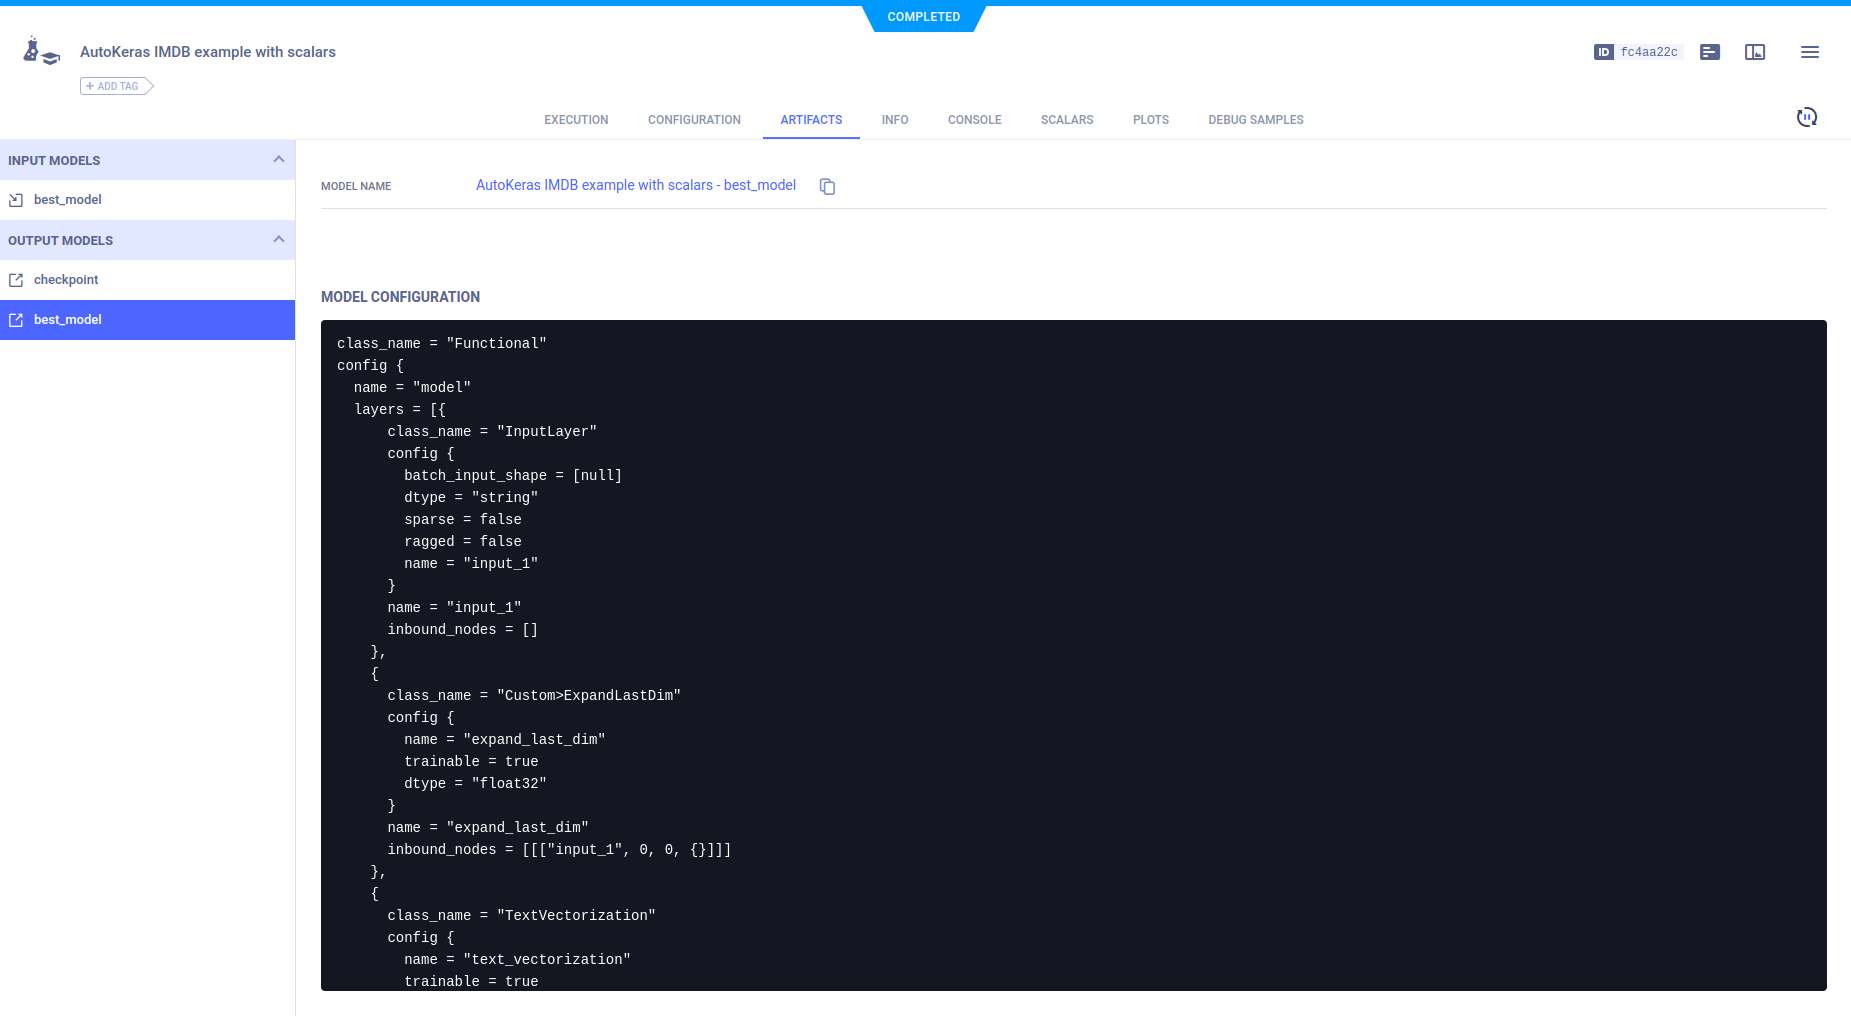 COMPLETED
AutoKeras IMDB example with scalars
ID fc4aa22c
+ ADD TAG
EXECUTION CONFIGURATION ARTIFACTS INFO CONSOLE SCALARS PLOTS DEBUG SAMPLES
INPUT MODELS
best_model
OUTPUT MODELS
checkpoint
best_model
MODEL NAME AutoKeras IMDB example with scalars - best_model
MODEL CONFIGURATION
class_name = "Functional"
config {
  name = "model"
  layers = [{
      class_name = "InputLayer"
      config {
        batch_input_shape = [null]
        dtype = "string"
        sparse = false
        ragged = false
        name = "input_1"
      }
      name = "input_1"
      inbound_nodes = []
    },
    {
      class_name = "Custom>ExpandLastDim"
      config {
        name = "expand_last_dim"
        trainable = true
        dtype = "float32"
      }
      name = "expand_last_dim"
      inbound_nodes = [[["input_1", 0, 0, {}]]]
    },
    {
      class_name = "TextVectorization"
      config {
        name = "text_vectorization"
        trainable = true